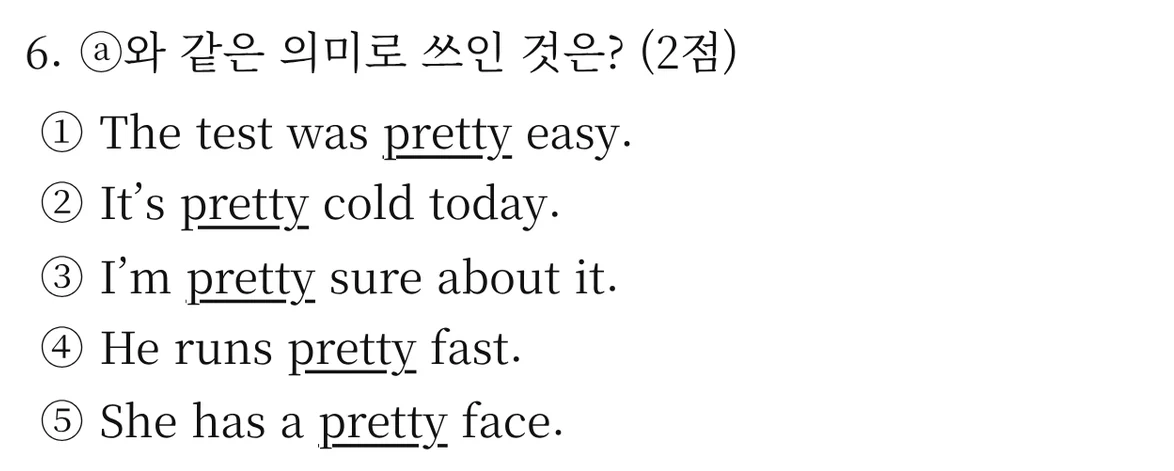 6. ⓐ와 같은 의미로 쓰인 것은? (2점)
① The test was pretty easy.
② It’s pretty cold today.
③ I’m pretty sure about it.
④ He runs pretty fast.
⑤ She has a pretty face.